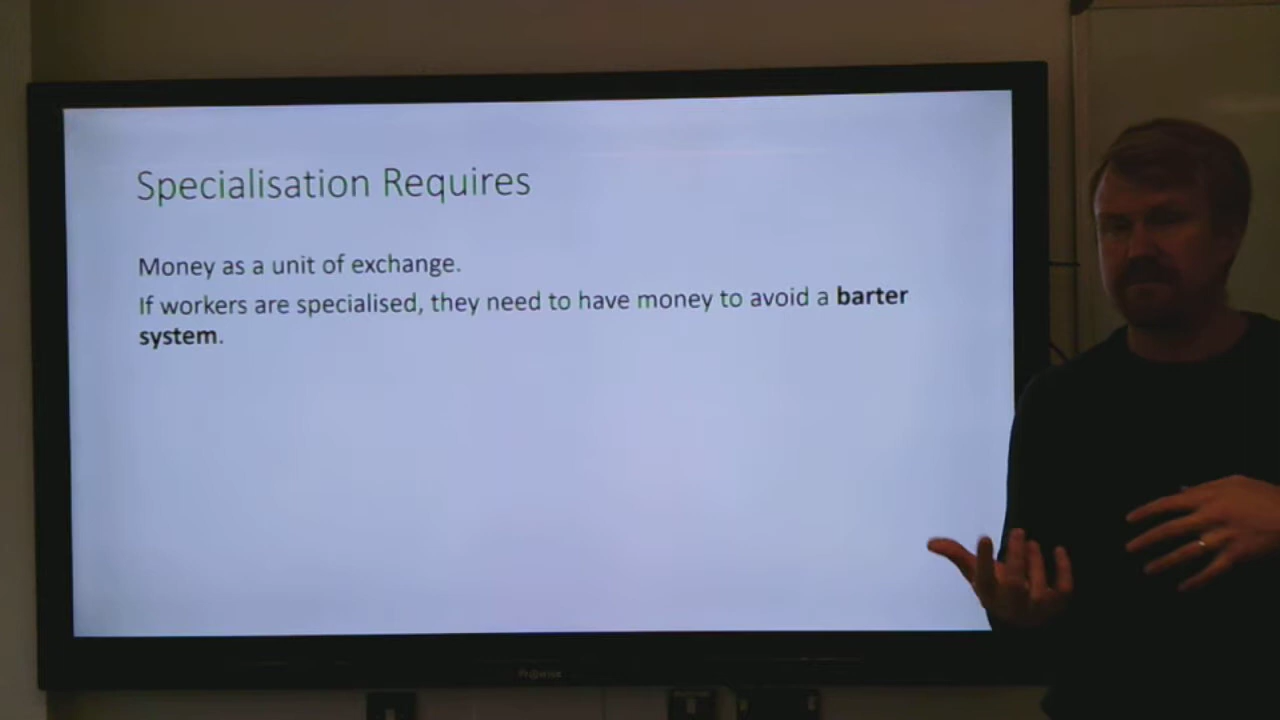 Specialisation Requires
Money as a unit of exchange.
If workers are specialised, they need to have money to avoid a barter
system.